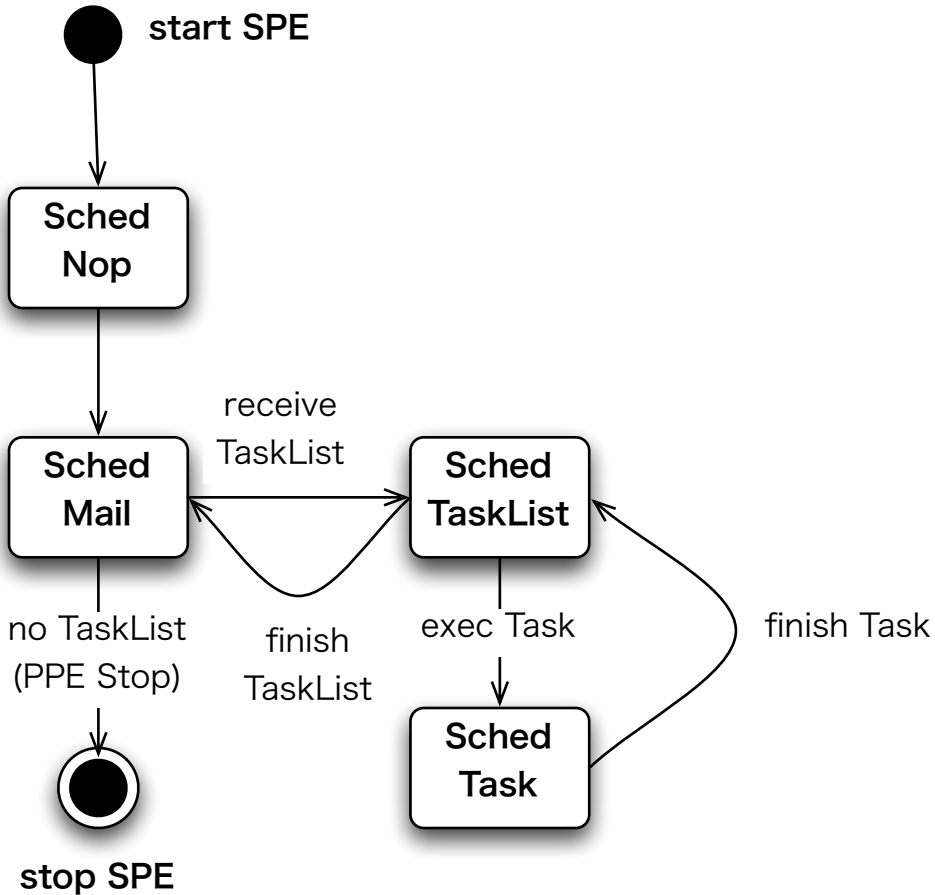 start SPE
Sched
Nop
receive
TaskList
Sched
Mail
Sched
TaskList
no TaskList
(PPE Stop)
finish
TaskList
exec Task
finish Task
Sched
Task
stop SPE